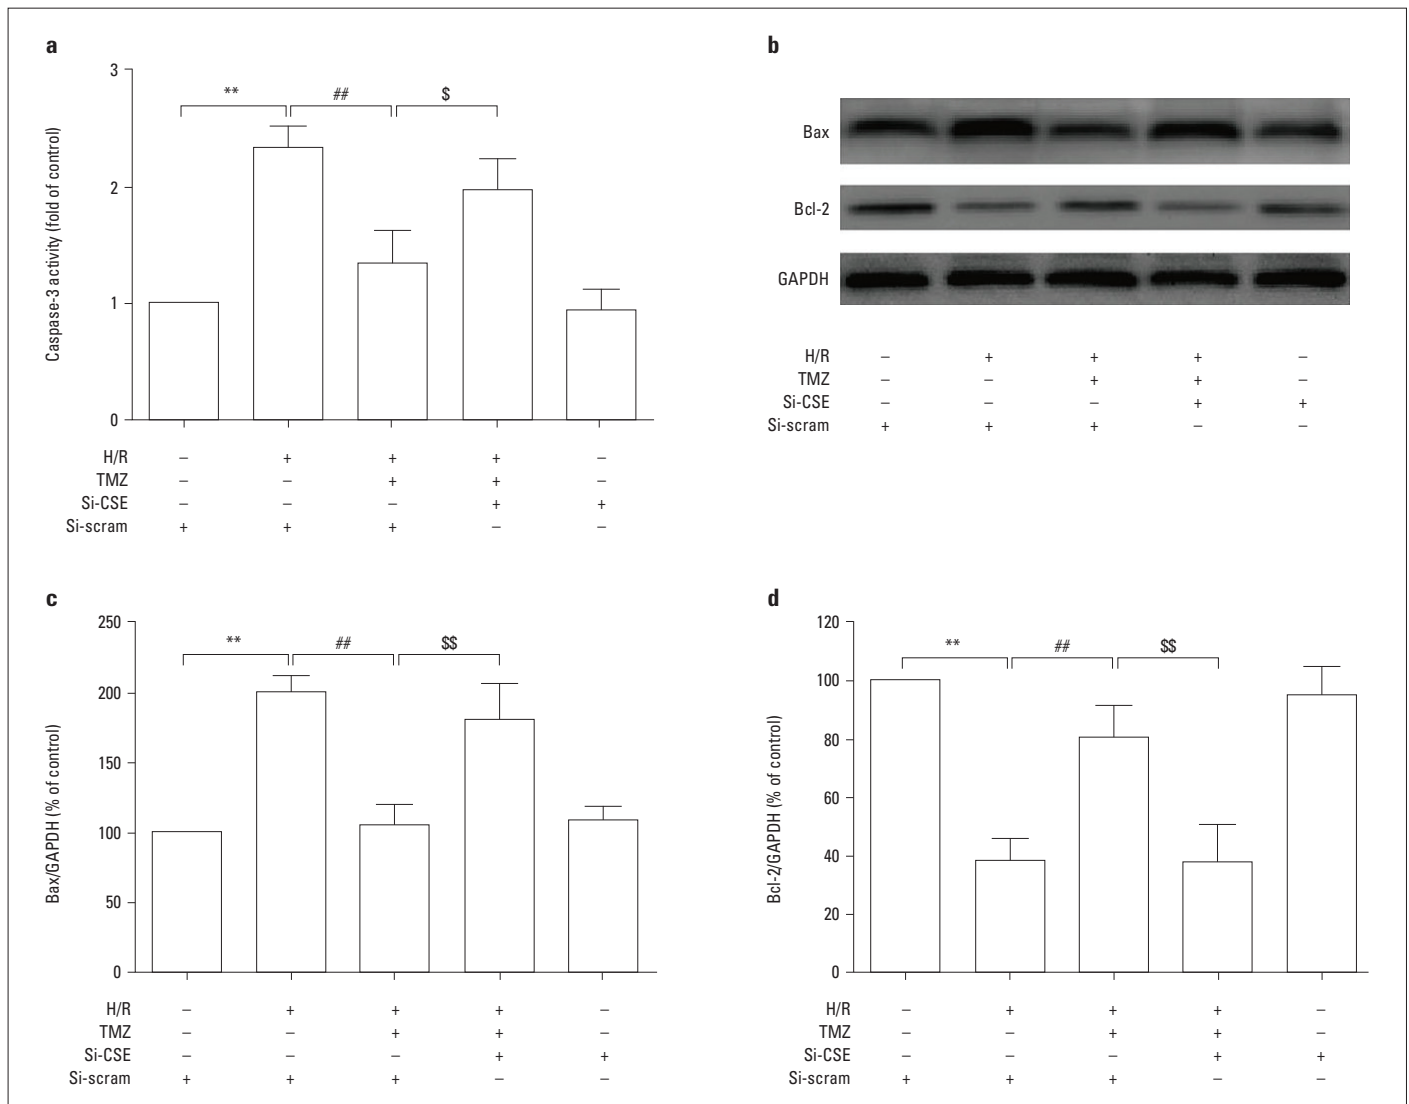 a
3
2
1
0
Caspase-3 activity (fold of control)
** ## $
H/R – + + + –
TMZ – – + + –
Si-CSE – – – + +
Si-scram + + + – –
b
Bax
Bcl-2
GAPDH
H/R – + + + –
TMZ – – + + –
Si-CSE – – – + +
Si-scram + + + – –
c
250
200
150
100
50
0
Bax/GAPDH (% of control)
** ## $$
H/R – + + + –
TMZ – – + + –
Si-CSE – – – + +
Si-scram + + + – –
d
120
100
80
60
40
20
0
Bcl-2/GAPDH (% of control)
** ## $$
H/R – + + + –
TMZ – – + + –
Si-CSE – – – + +
Si-scram + + + – –